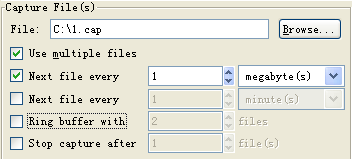 Capture File(s)
File: C:\1.cap Browse...
Use multiple files
Next file every 1 megabyte(s)
Next file every 1 minute(s)
Ring buffer with 2 files
Stop capture after 1 file(s)